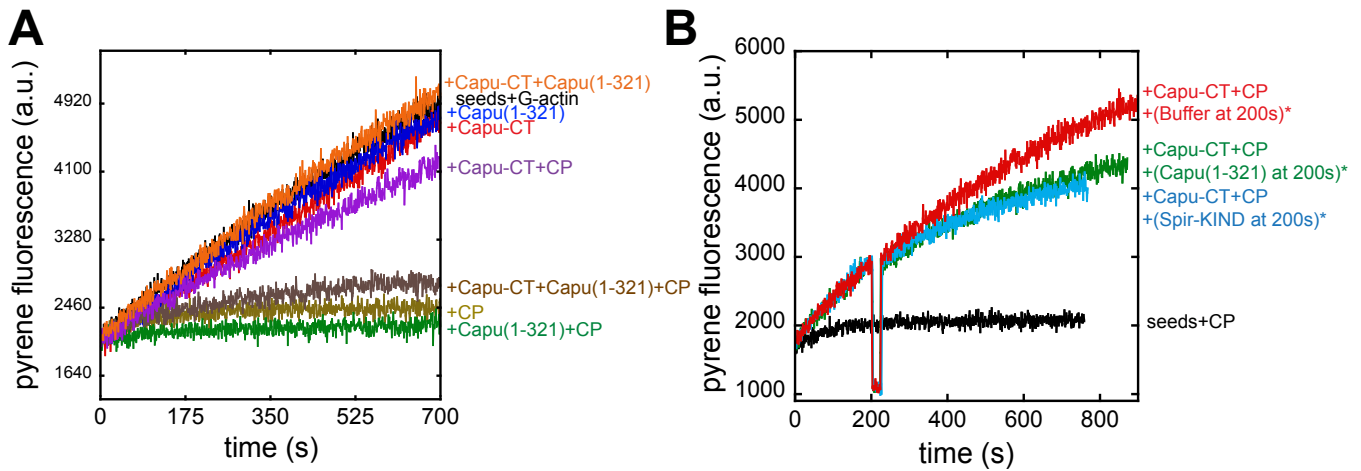 A
pyrene fluorescence (a.u.)
4920
4100
3280
2460
1640
0
175
350
525
700
time (s)
+Capu-CT+Capu(1-321)
seeds+G-actin
+Capu(1-321)
+Capu-CT
+Capu-CT+CP
+Capu-CT+Capu(1-321)+CP
+CP
+Capu(1-321)+CP
B
pyrene fluorescence (a.u.)
6000
5000
4000
3000
2000
1000
0
200
400
600
800
time (s)
+Capu-CT+CP
+(Buffer at 200s)*
+Capu-CT+CP
+(Capu(1-321) at 200s)*
+Capu-CT+CP
+(Spir-KIND at 200s)*
seeds+CP